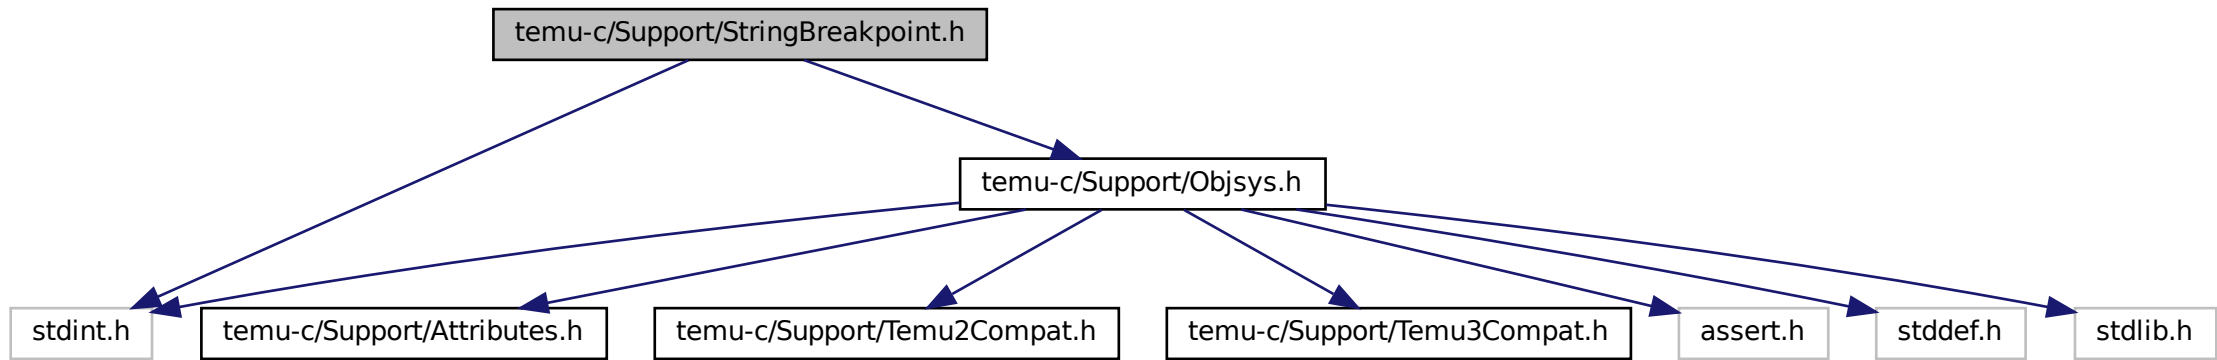 temu-c/Support/StringBreakpoint.h
temu-c/Support/Objsys.h
stdint.h
temu-c/Support/Attributes.h
temu-c/Support/Temu2Compat.h
temu-c/Support/Temu3Compat.h
assert.h
stddef.h
stdlib.h